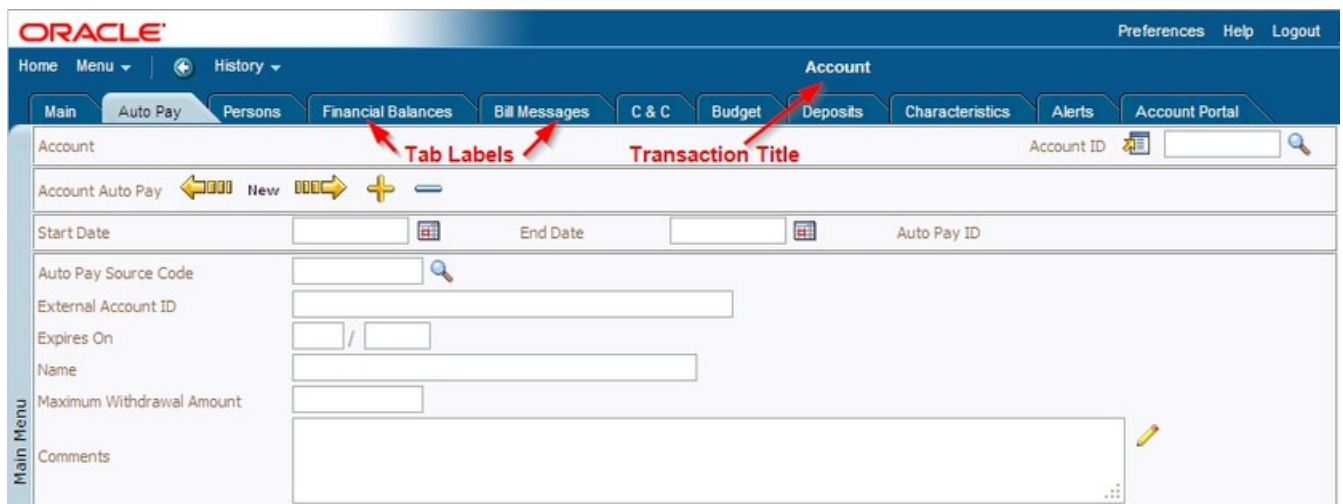 ORACLE
Preferences Help Logout
Home Menu History Account
Main Auto Pay Persons Financial Balances Bill Messages C & C Budget Deposits Characteristics Alerts Account Portal
Tab Labels Transaction Title
Account Account ID
Account Auto Pay New
Start Date End Date Auto Pay ID
Auto Pay Source Code
External Account ID
Expires On /
Name
Maximum Withdrawal Amount
Comments
Main Menu